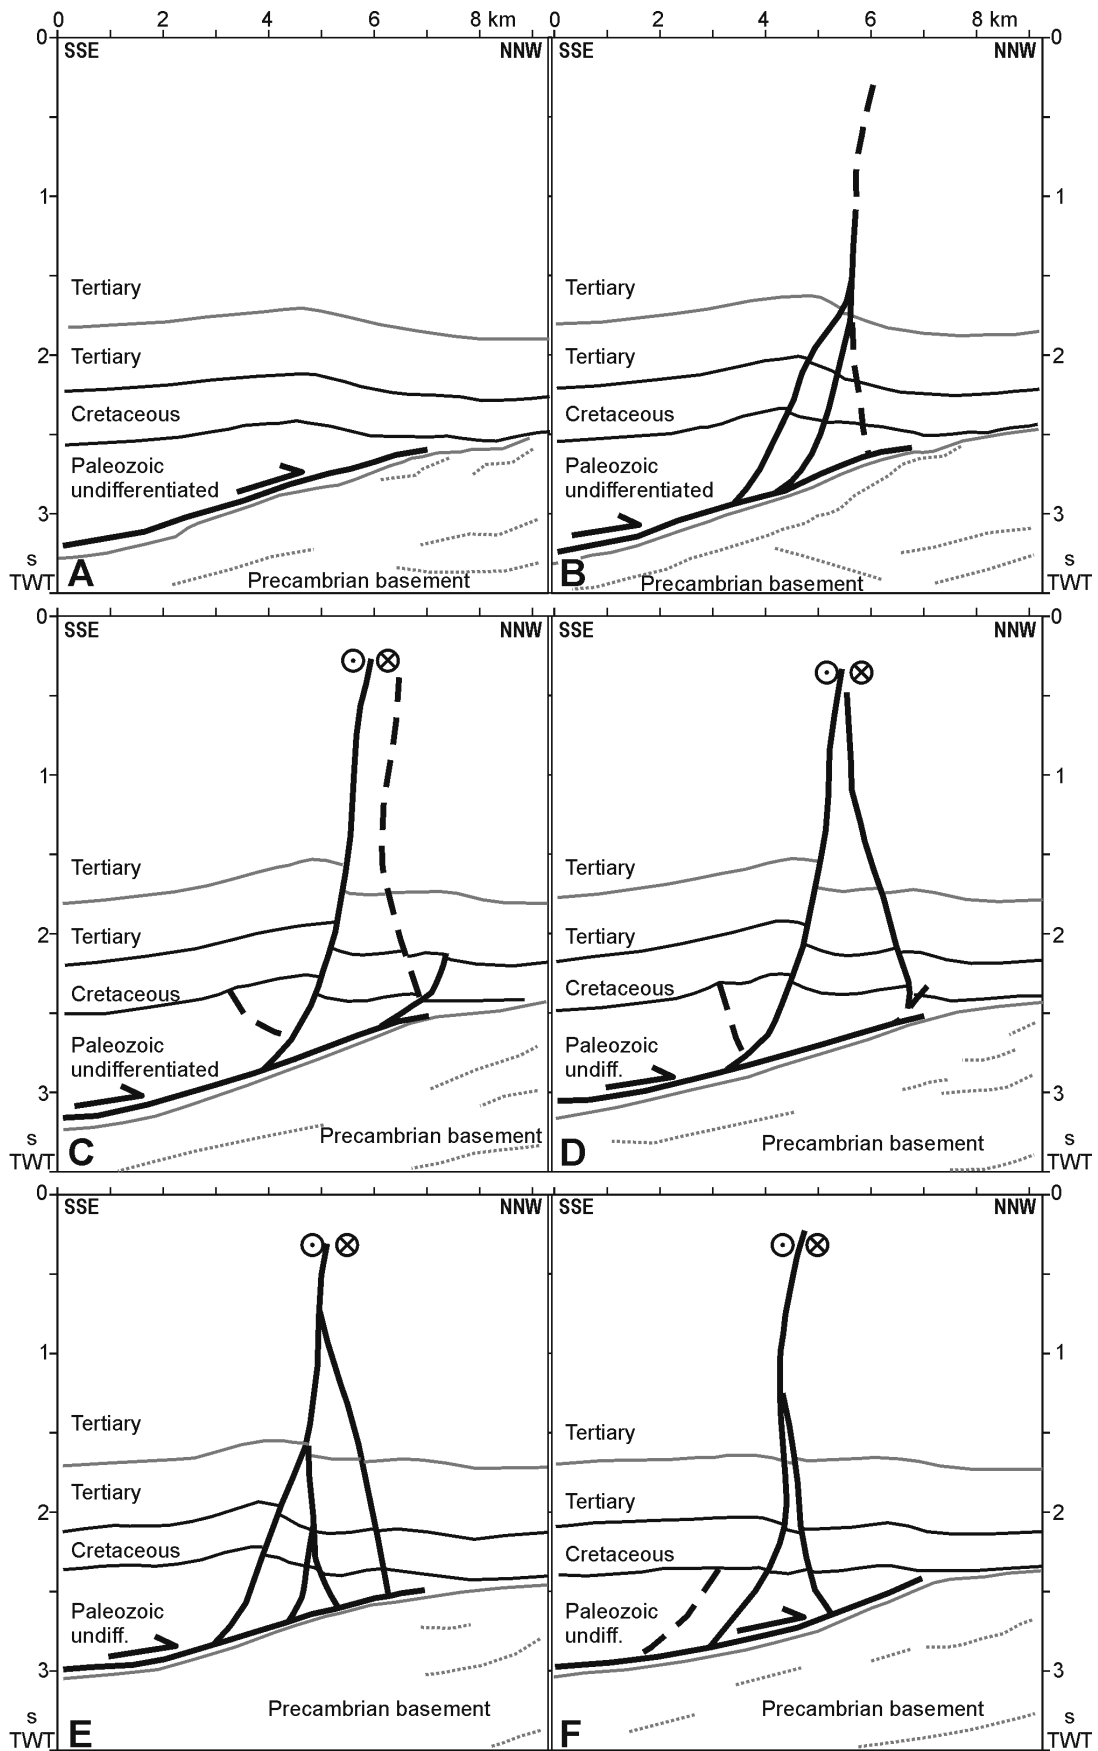 0 2 4 6 8 km 0 2 4 6 8 km
0 SSE NNW SSE NNW 0
1 1
Tertiary Tertiary
2 Tertiary Tertiary 2
Cretaceous Cretaceous
Paleozoic Paleozoic
undifferentiated undifferentiated
3 3
s s
TWT A Precambrian basement B Precambrian basement TWT
0 SSE NNW SSE NNW 0
1 1
Tertiary Tertiary
2 Tertiary Tertiary 2
Cretaceous Cretaceous
Paleozoic Paleozoic
undifferentiated undiff.
3 3
s s
TWT C Precambrian basement D Precambrian basement TWT
0 SSE NNW SSE NNW 0
1 1
Tertiary Tertiary
2 Tertiary Tertiary 2
Cretaceous Cretaceous
Paleozoic Paleozoic
undiff. undiff.
3 3
Precambrian basement Precambrian basement
s s
TWT E F TWT